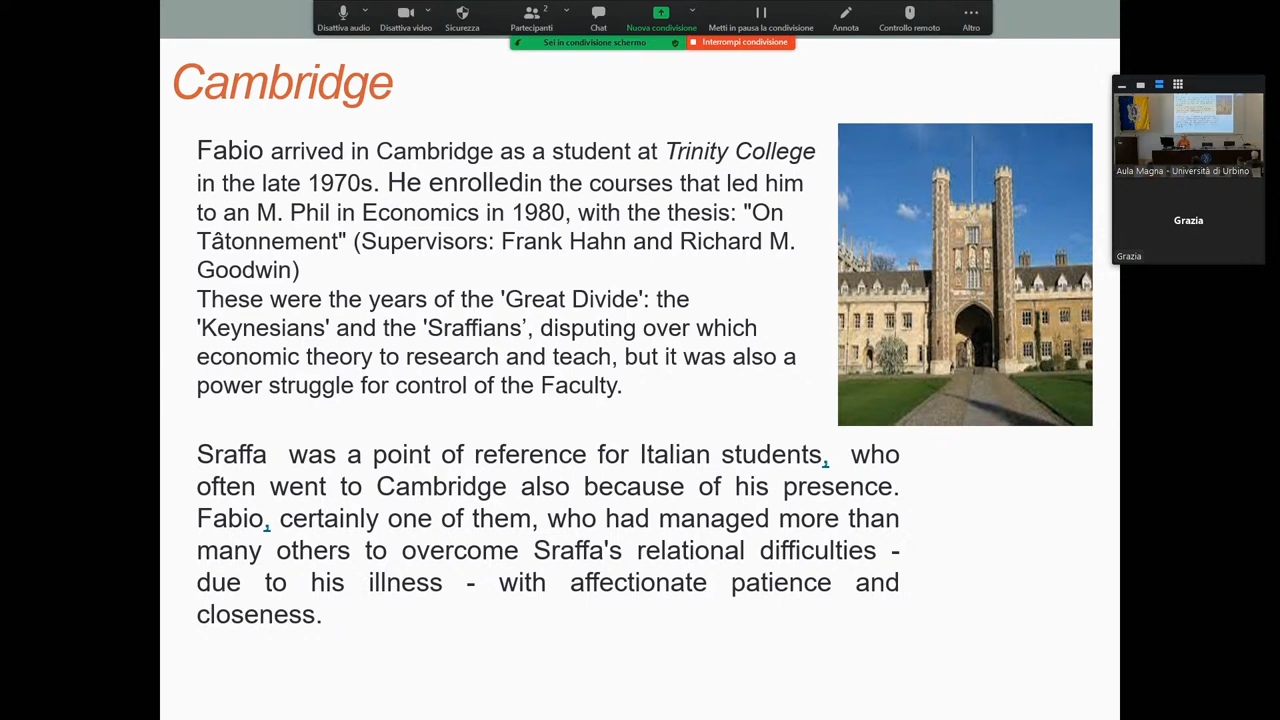 2
Disattiva audio
Disattiva video
Sicurezza
Partecipanti
Chat
Nuova condivisione
Metti in pausa la condivisione
Annota
Controllo remoto
Altro
Sei in condivisione schermo
Interrompi condivisione
Cambridge
Fabio arrived in Cambridge as a student at Trinity College
in the late 1970s. He enrolledin the courses that led him
to an M. Phil in Economics in 1980, with the thesis: "On
Tâtonnement" (Supervisors: Frank Hahn and Richard M.
Goodwin)
These were the years of the 'Great Divide': the
'Keynesians' and the 'Sraffians’, disputing over which
economic theory to research and teach, but it was also a
power struggle for control of the Faculty.
Sraffa was a point of reference for Italian students, who
often went to Cambridge also because of his presence.
Fabio, certainly one of them, who had managed more than
many others to overcome Sraffa's relational difficulties -
due to his illness - with affectionate patience and
closeness.
Aula Magna - Università di Urbino
Grazia
Grazia